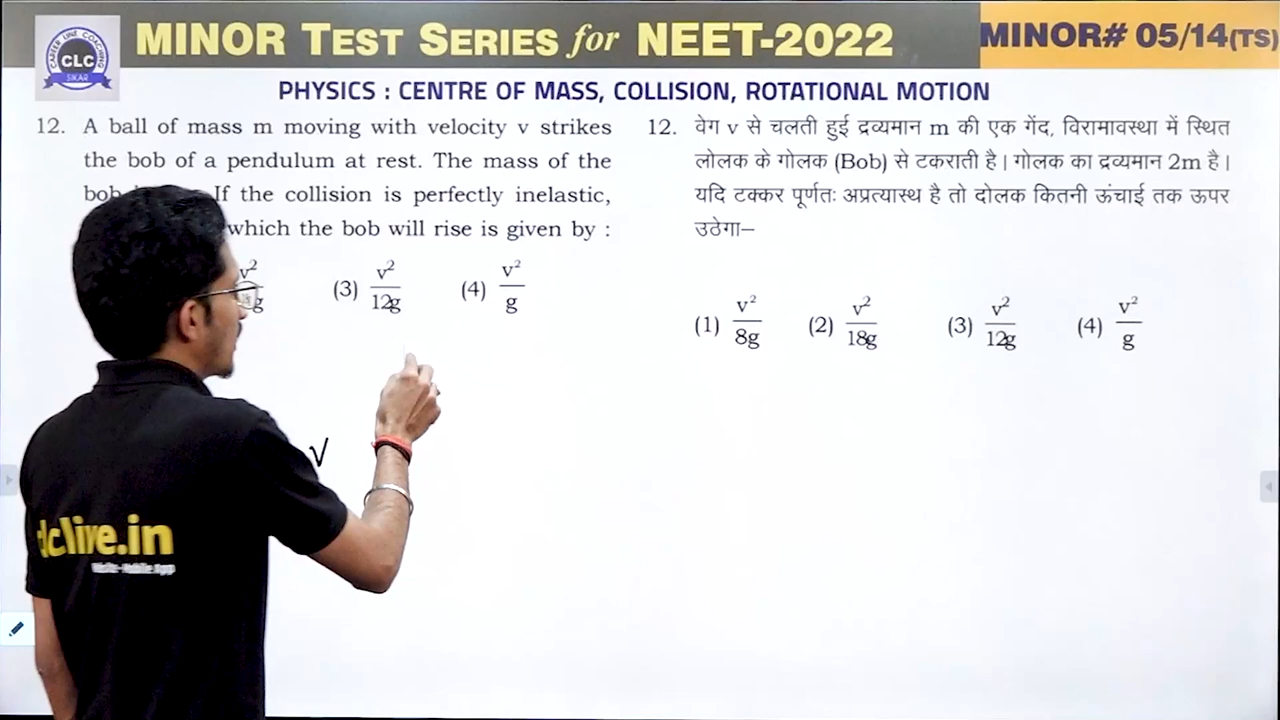 CAREER LINE COACHING
CLC
SIKAR
MINOR TEST SERIES for NEET-2022
MINOR# 05/14(TS)
PHYSICS : CENTRE OF MASS, COLLISION, ROTATIONAL MOTION
12. A ball of mass m moving with velocity v strikes
the bob of a pendulum at rest. The mass of the
bob If the collision is perfectly inelastic,
which the bob will rise is given by :
(3) v²/12g (4) v²/g
12. वेग v से चलती हुई द्रव्यमान m की एक गेंद, विरामावस्था में स्थित
लोलक के गोलक (Bob) से टकराती है। गोलक का द्रव्यमान 2m है।
यदि टक्कर पूर्णतः अप्रत्यास्थ है तो दोलक कितनी ऊंचाई तक ऊपर
उठेगा–
(1) v²/8g (2) v²/18g (3) v²/12g (4) v²/g
v
clive.in